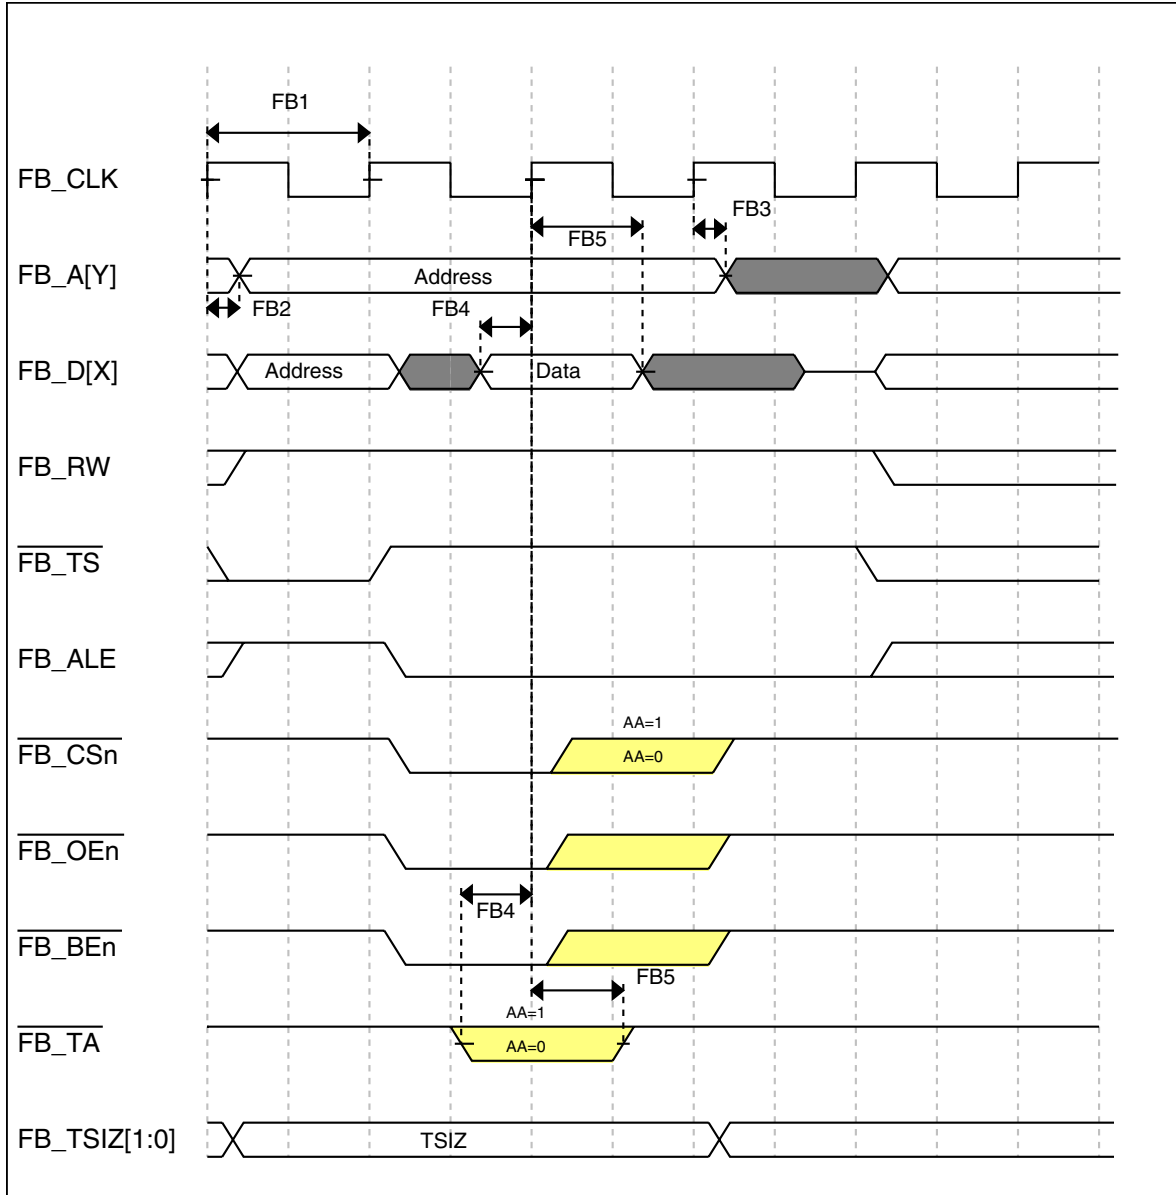 FB1
FB_CLK
FB3
FB5
FB_A[Y]
Address
FB2
FB4
FB_D[X]
Address
Data
FB_RW
FB_TS
FB_ALE
AA=1
FB_CSn
AA=0
FB_OEn
FB4
FB_BEn
FB5
AA=1
FB_TA
AA=0
FB_TSIZ[1:0]
TSIZ